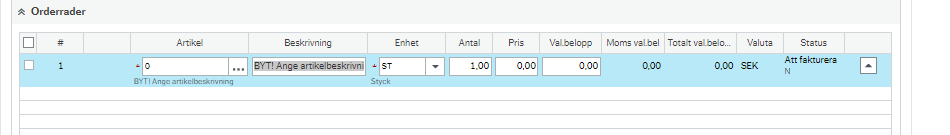 Orderrader
# Artikel Beskrivning Enhet Antal Pris Val.belopp Moms val.bel Totalt val.belo... Valuta Status
1 0 ... BYT! Ange artikelbeskrivni ST 1,00 0,00 0,00 0,00 0,00 SEK Att fakturera
BYT! Ange artikelbeskrivning Styck N